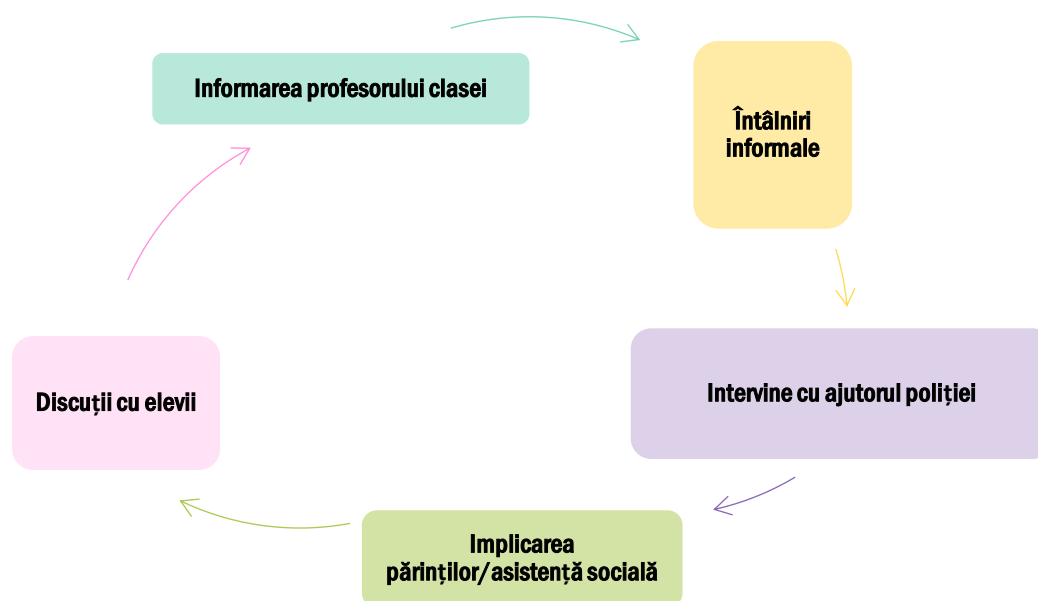 Informarea profesorului clasei
Întâlniri
informale
Intervine cu ajutorul poliției
Implicarea
părinților/asistență socială
Discuții cu elevii